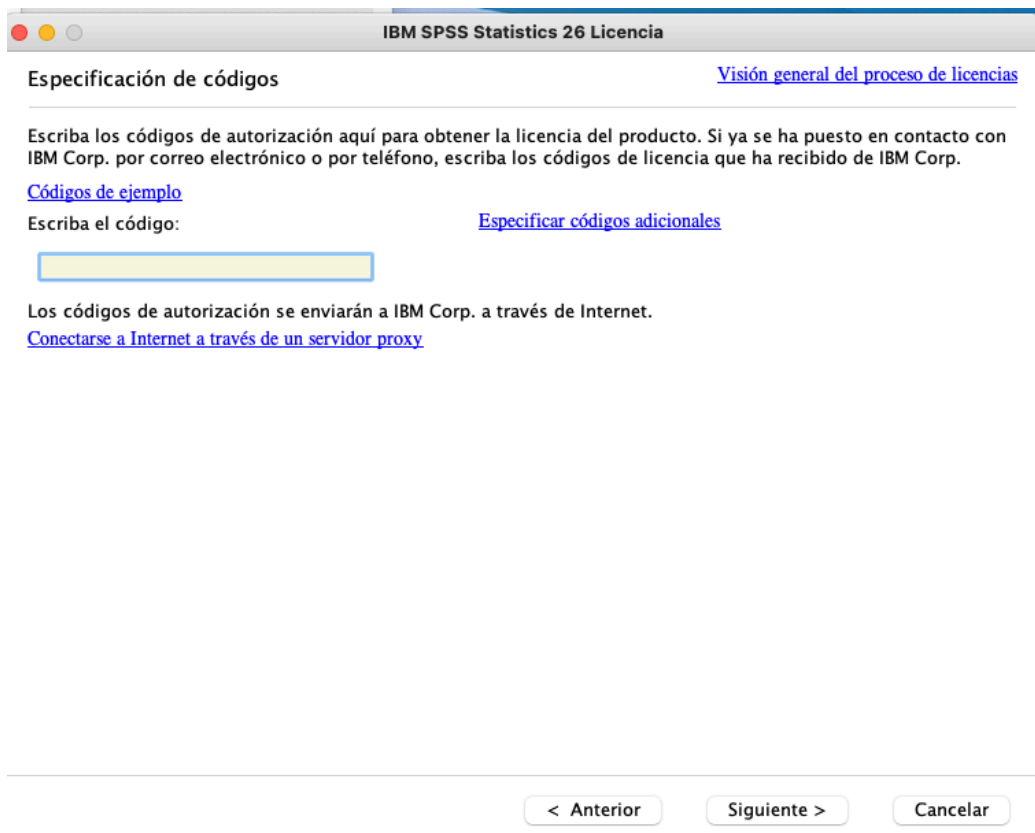 IBM SPSS Statistics 26 Licencia
Especificación de códigos
Visión general del proceso de licencias
Escriba los códigos de autorización aquí para obtener la licencia del producto. Si ya se ha puesto en contacto con
IBM Corp. por correo electrónico o por teléfono, escriba los códigos de licencia que ha recibido de IBM Corp.
Códigos de ejemplo
Escriba el código:
Especificar códigos adicionales
Los códigos de autorización se enviarán a IBM Corp. a través de Internet.
Conectarse a Internet a través de un servidor proxy
< Anterior
Siguiente >
Cancelar